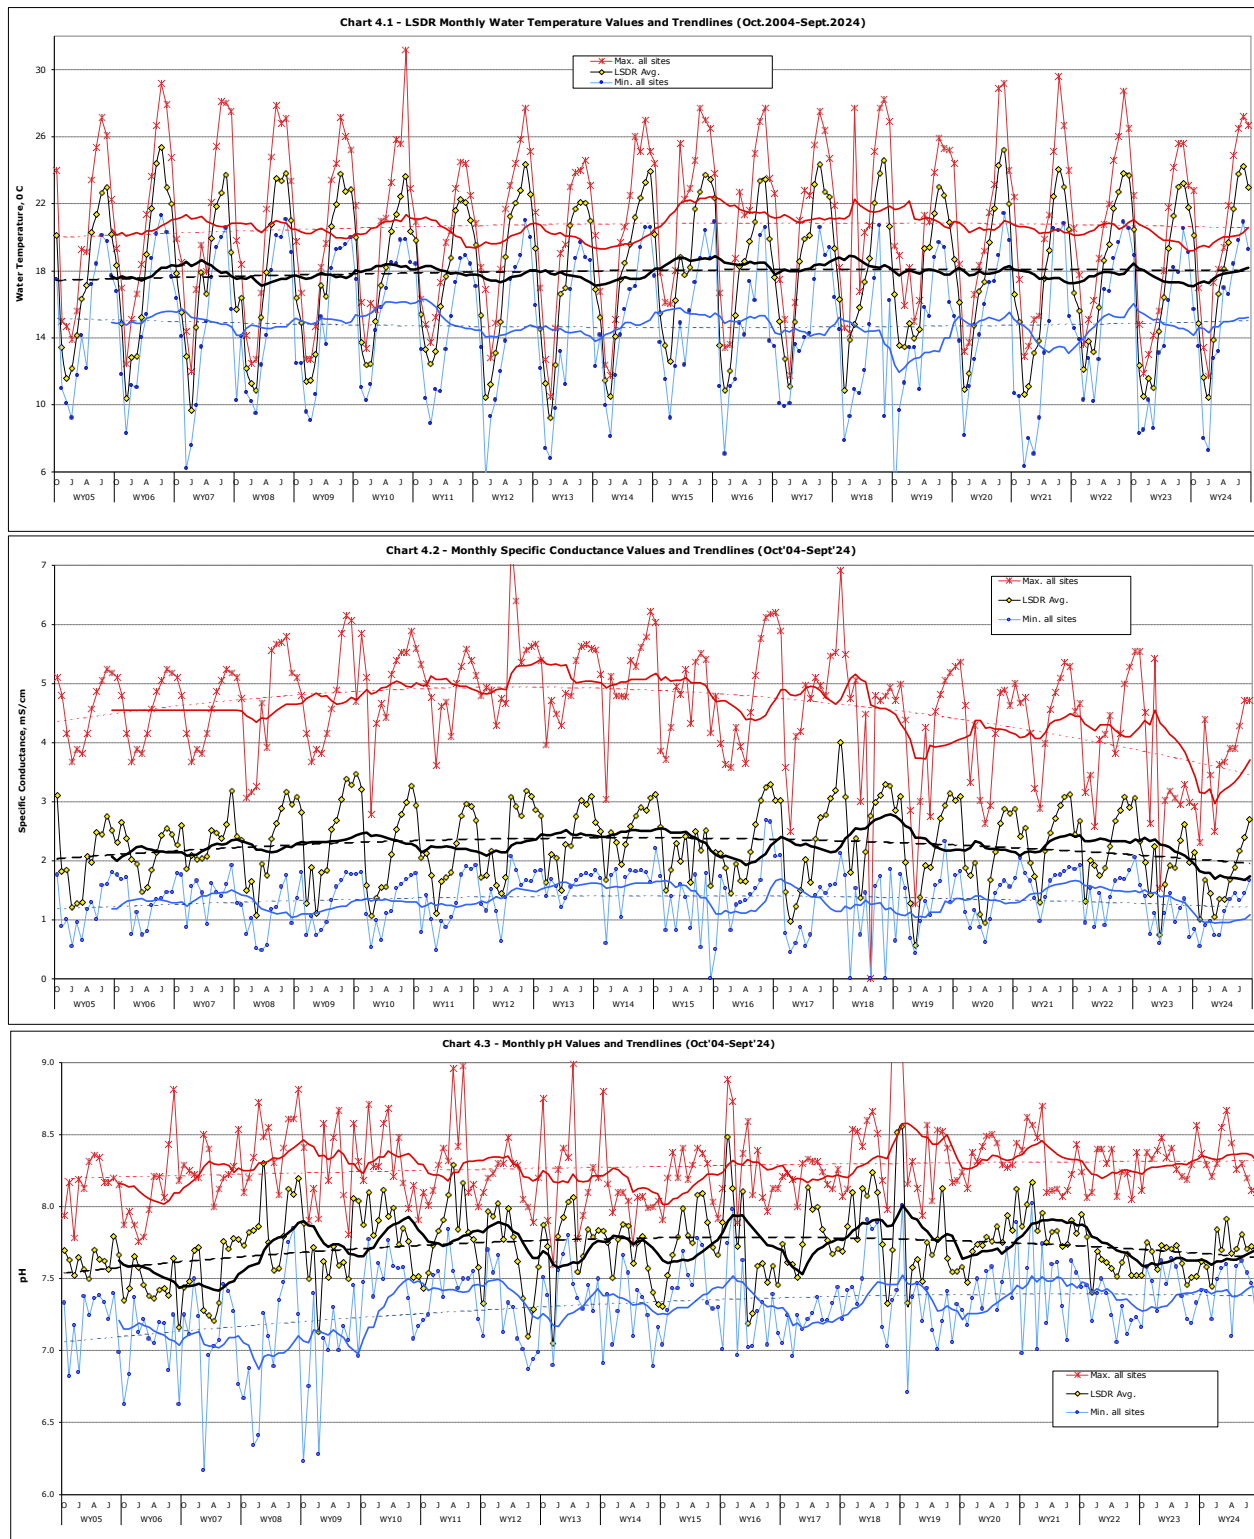 Chart 4.1 - LSDR Monthly Water Temperature Values and Trendlines (Oct.2004-Sept.2024)
Max. all sites
LSDR Avg.
Min. all sites
Water Temperature, 0 C
30
26
22
18
14
10
6
O J A J O J A J O J A J O J A J O J A J O J A J O J A J O J A J O J A J O J A J O J A J O J A J O J A J O J A J O J A J O J A J O J A J O J A J O J A J O J A J
WY05 WY06 WY07 WY08 WY09 WY10 WY11 WY12 WY13 WY14 WY15 WY16 WY17 WY18 WY19 WY20 WY21 WY22 WY23 WY24
Chart 4.2 - Monthly Specific Conductance Values and Trendlines (Oct'04-Sept'24)
Max. all sites
LSDR Avg.
Min. all sites
Specific Conductance, mS/cm
7
6
5
4
3
2
1
0
O J A J O J A J O J A J O J A J O J A J O J A J O J A J O J A J O J A J O J A J O J A J O J A J O J A J O J A J O J A J O J A J O J A J O J A J O J A J O J A J
WY05 WY06 WY07 WY08 WY09 WY10 WY11 WY12 WY13 WY14 WY15 WY16 WY17 WY18 WY19 WY20 WY21 WY22 WY23 WY24
Chart 4.3 - Monthly pH Values and Trendlines (Oct'04-Sept'24)
pH
9.0
8.5
8.0
7.5
7.0
6.5
6.0
Max. all sites
LSDR Avg.
Min. all sites
O J A J O J A J O J A J O J A J O J A J O J A J O J A J O J A J O J A J O J A J O J A J O J A J O J A J O J A J O J A J O J A J O J A J O J A J O J A J O J A J
WY05 WY06 WY07 WY08 WY09 WY10 WY11 WY12 WY13 WY14 WY15 WY16 WY17 WY18 WY19 WY20 WY21 WY22 WY23 WY24